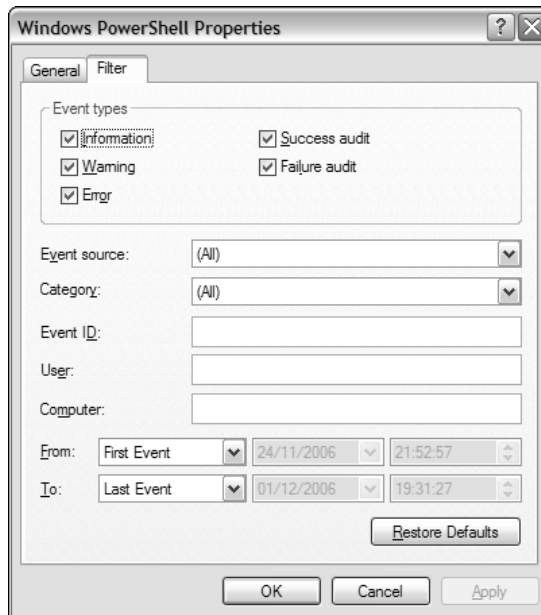 Windows PowerShell Properties
General Filter
Event types
Information Success audit
Warning Failure audit
Error
Event source: (All)
Category: (All)
Event ID:
User:
Computer:
From: First Event 24/11/2006 21:52:57
To: Last Event 01/12/2006 19:31:27
Restore Defaults
OK Cancel Apply